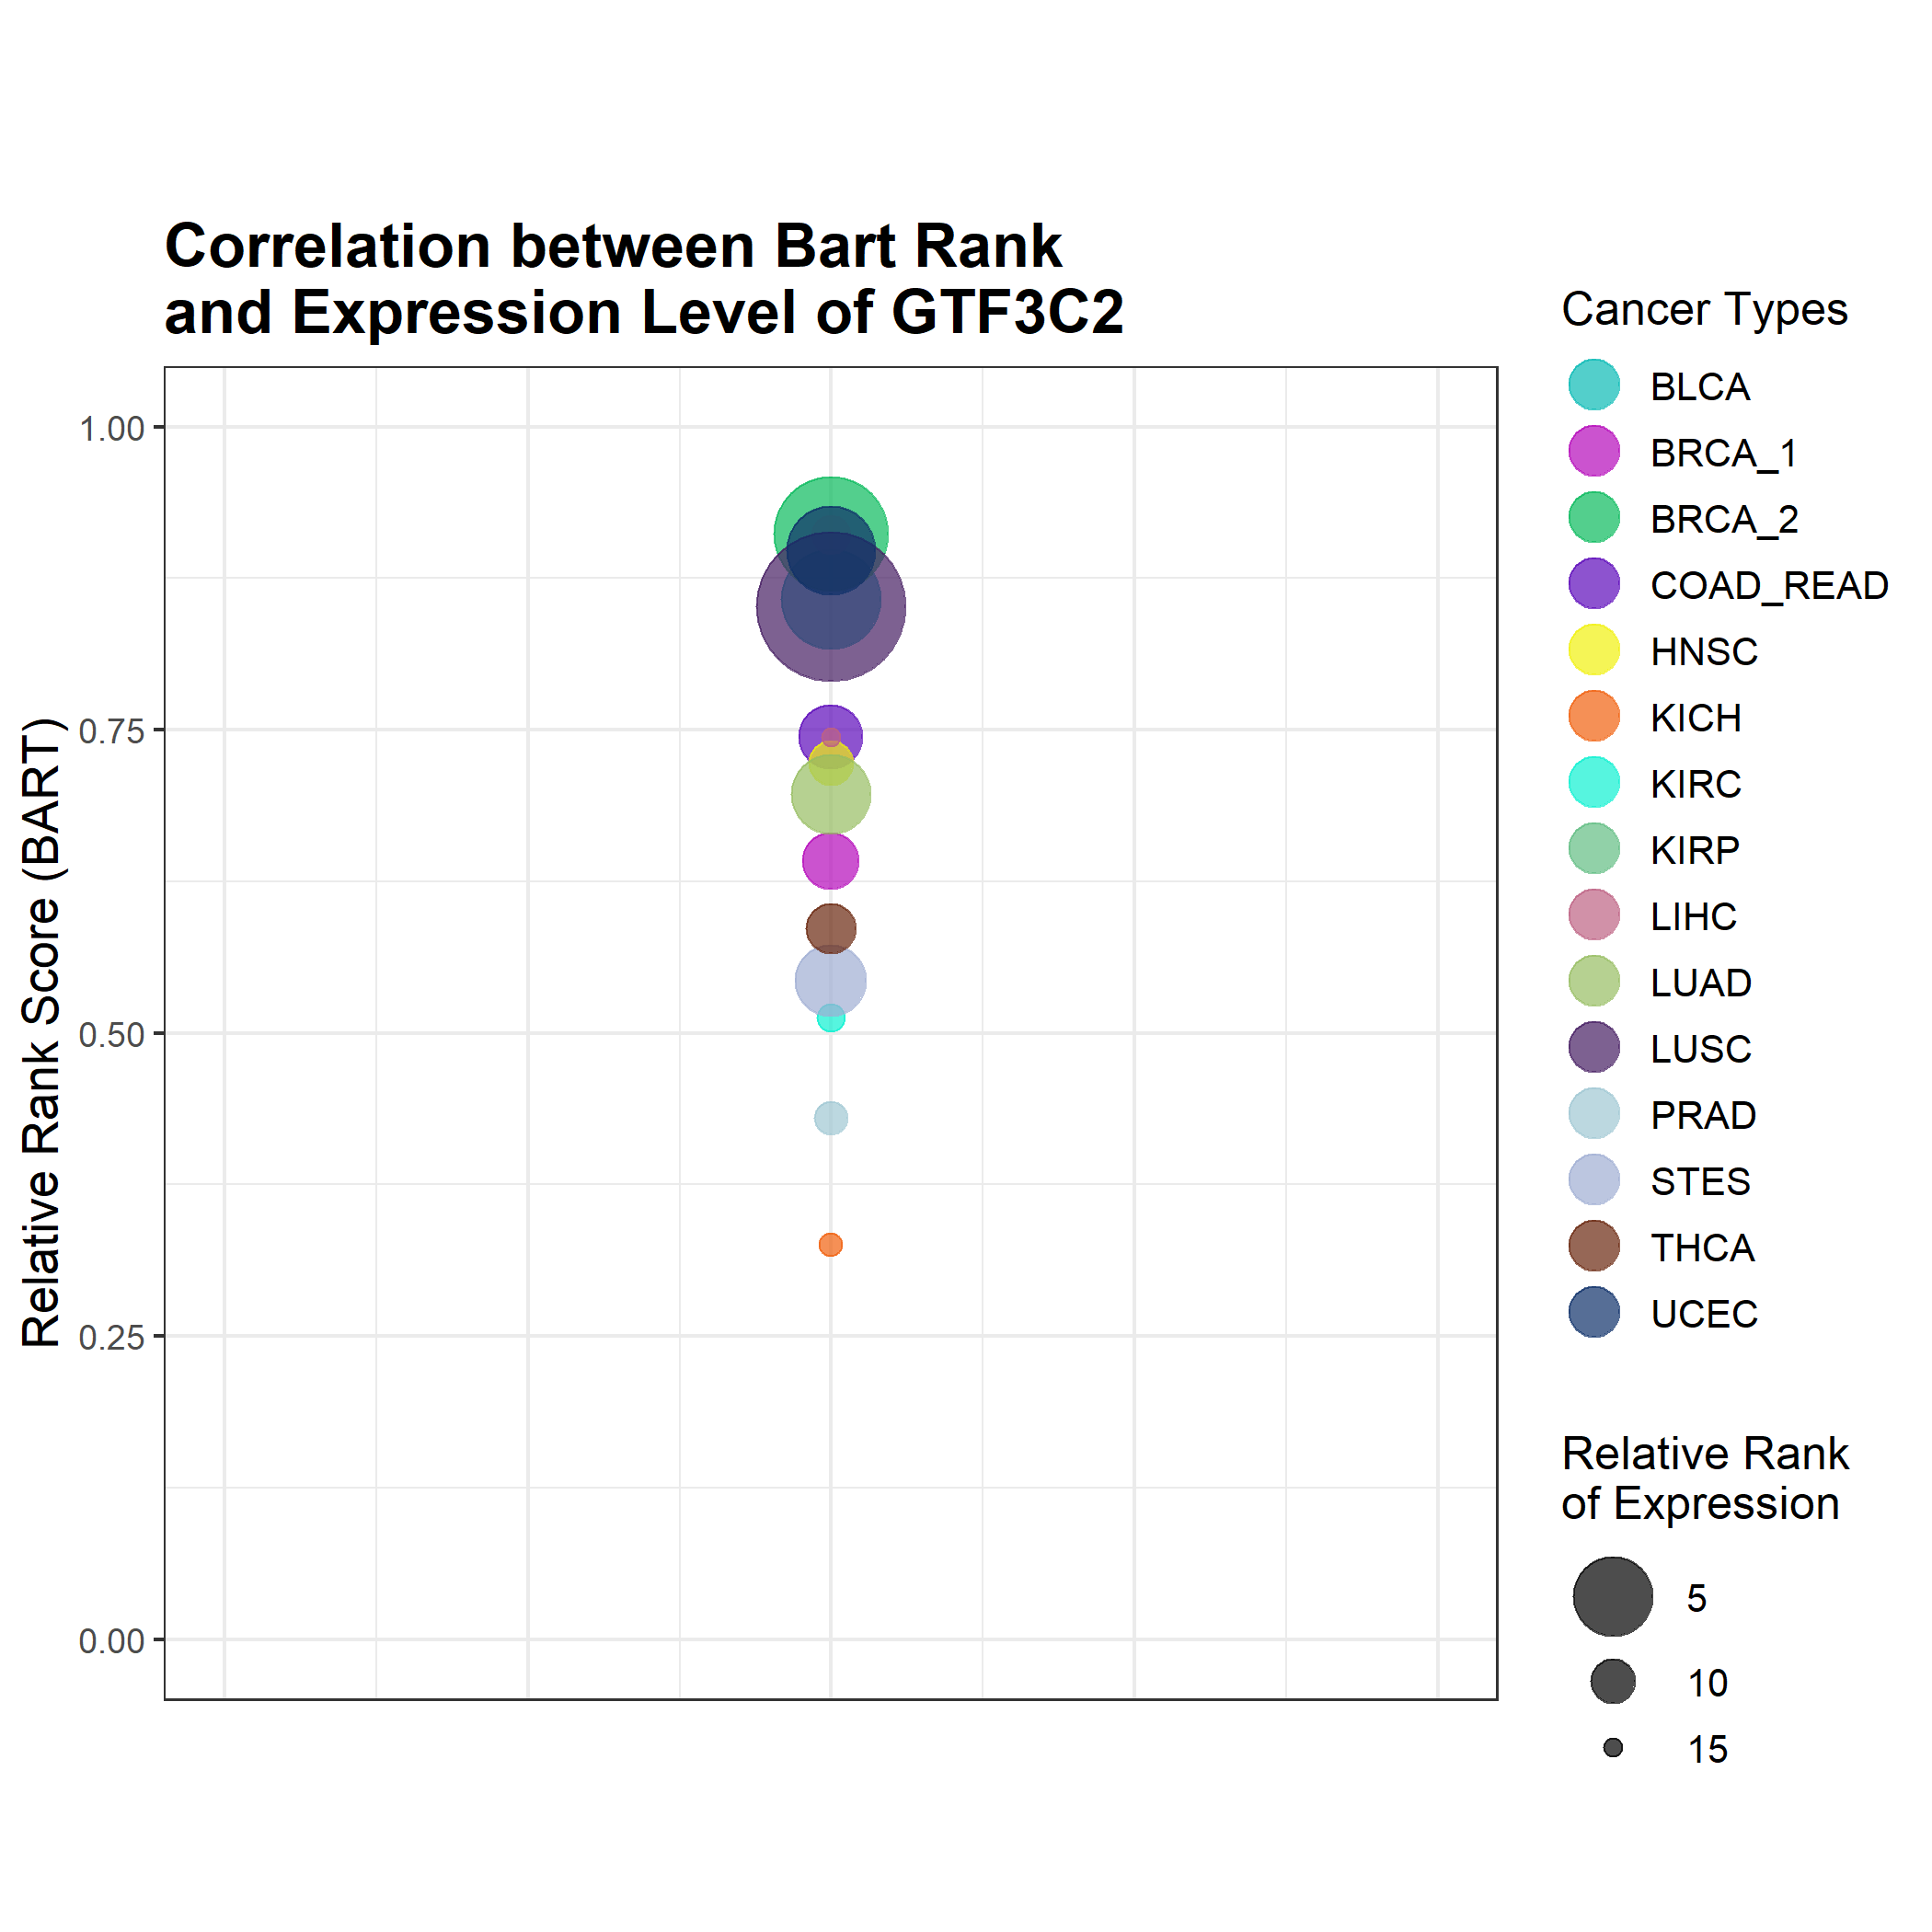 Correlation between Bart Rank
and Expression Level of GTF3C2
Relative Rank Score (BART)
1.00
0.75
0.50
0.25
0.00
Cancer Types
BLCA
BRCA_1
BRCA_2
COAD_READ
HNSC
KICH
KIRC
KIRP
LIHC
LUAD
LUSC
PRAD
STES
THCA
UCEC
Relative Rank
of Expression
5
10
15